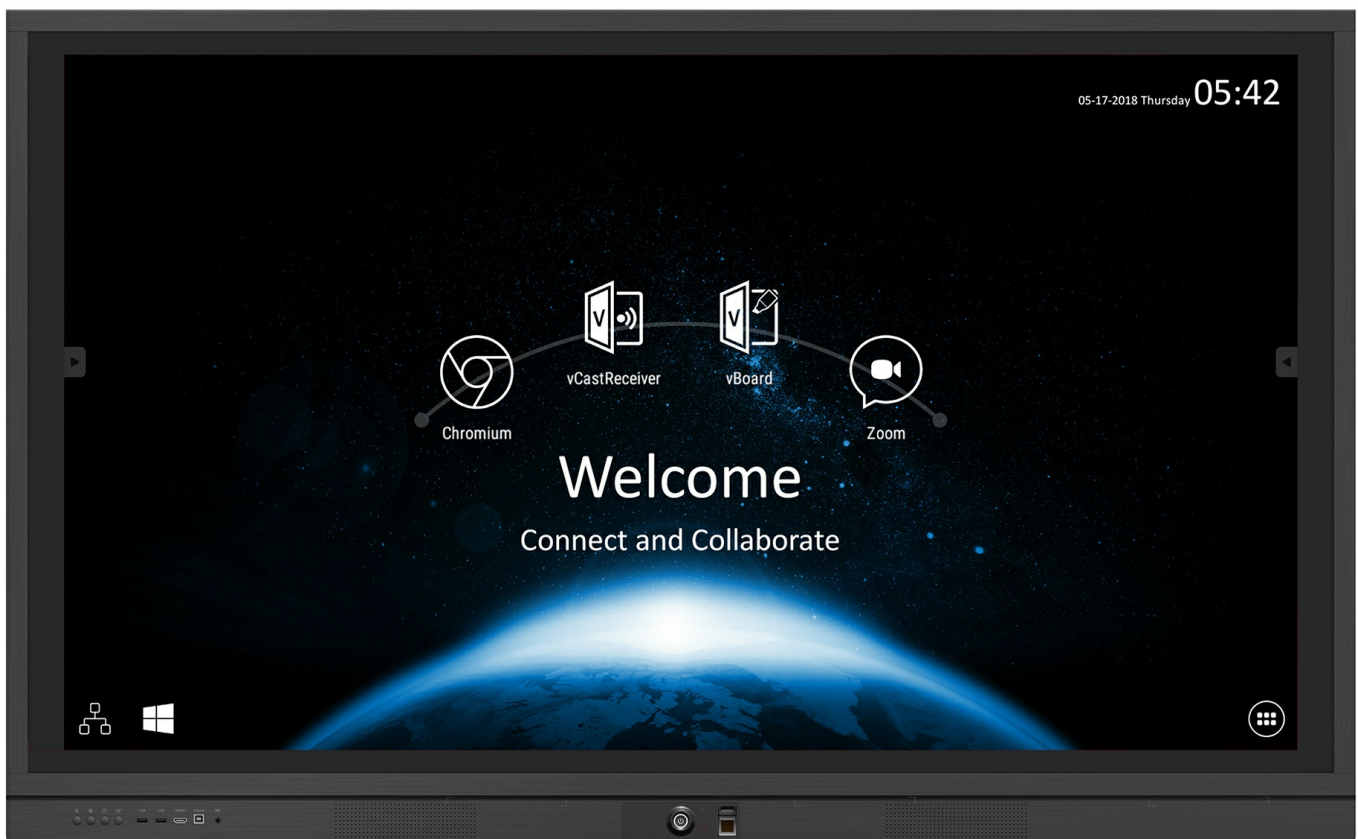 05-17-2018 Thursday 05:42
V
V
vCastReceiver
vBoard
Chromium
Zoom
Welcome
Connect and Collaborate